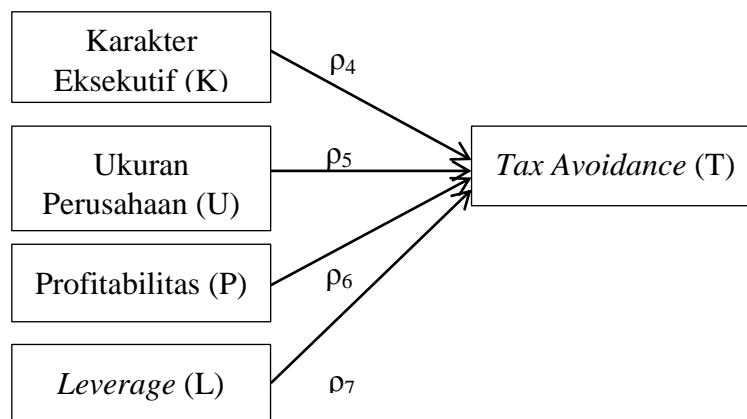 Karakter
Eksekutif (K)
ρ4
Ukuran
Perusahaan (U)
ρ5
Tax Avoidance (T)
Profitabilitas (P)
ρ6
Leverage (L)
ρ7